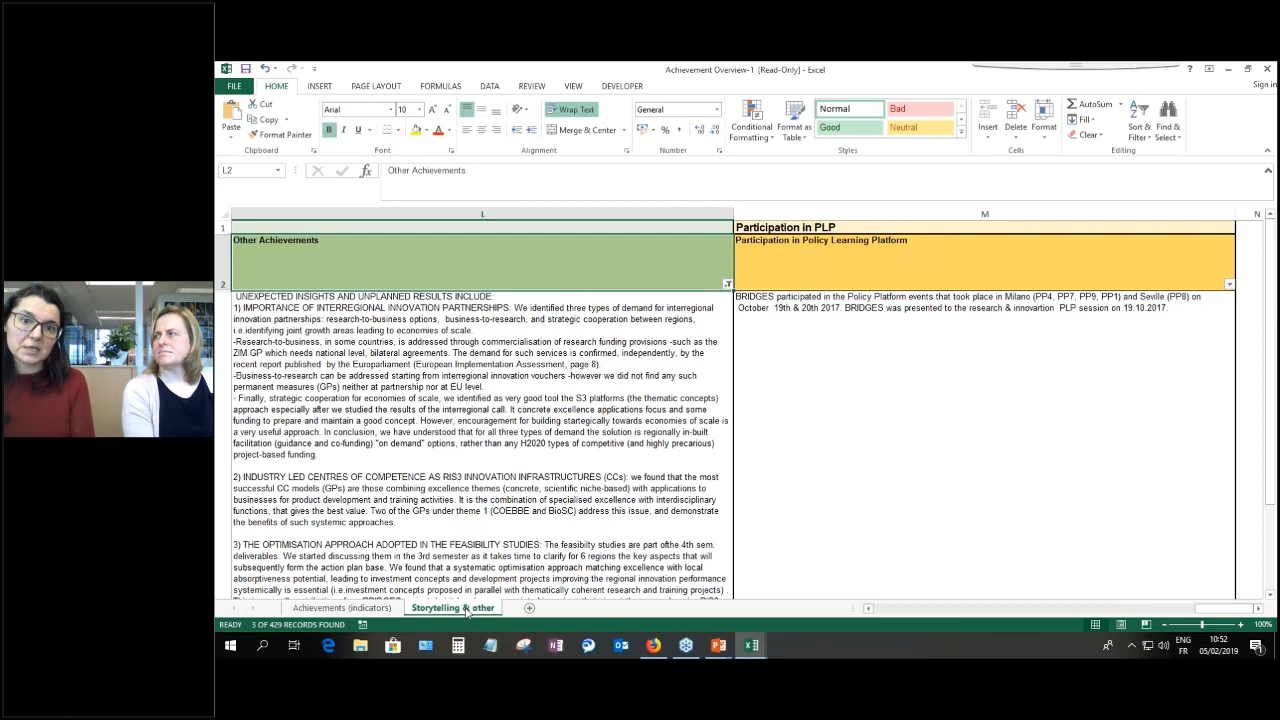 Achievement Overview-1 [Read-Only] - Excel
FILE HOME INSERT PAGE LAYOUT FORMULAS DATA REVIEW VIEW DEVELOPER
Sign in
Paste
Cut
Copy
Format Painter
Clipboard
Arial 10
Font
Wrap Text
Merge & Center
Alignment
General
Number
Conditional Formatting
Format as Table
Normal Bad
Good Neutral
Styles
Insert Delete Format
Cells
AutoSum
Fill
Clear
Sort & Filter
Find & Select
Editing
L2 Other Achievements
L M N
1 Participation in PLP
Other Achievements Participation in Policy Learning Platform
2
UNEXPECTED INSIGHTS AND UNPLANNED RESULTS INCLUDE:
1) IMPORTANCE OF INTERREGIONAL INNOVATION PARTNERSHIPS: We identified three types of demand for interregional
innovation partnerships: research-to-business options, business-to-research, and strategic cooperation between regions,
i.e.identifying joint growth areas leading to economies of scale.
-Research-to-business, in some countries, is addressed through commercialisation of research funding provisions -such as the
ZIM GP which needs national level, bilateral agreements. The demand for such services is confirmed, independently, by the
recent report published by the Europarliament (European Implementation Assessment, page 8)
-Business-to-research can be addressed starting from interregional innovation vouchers -however we did not find any such
permanent measures (GPs) neither at partnership nor at EU level.
- Finally, strategic cooperation for economies of scale, we identified as very good tool the S3 platforms (the thematic concepts)
approach especially after we studied the results of the interregional call. It concrete excellence applications focus and some
funding to prepare and maintain a good concept. However, encouragement for building startegically towards economies of scale is
a very useful approach. In conclusion, we have understood that for all three types of demand the solution is regionally in-built
facilitation (guidance and co-funding) "on demand" options, rather than any H2020 types of competitive (and highly precarious)
project-based funding.
2) INDUSTRY LED CENTRES OF COMPETENCE AS RIS3 INNOVATION INFRASTRUCTURES (CCs): we found that the most
successful CC models (GPs) are those combining excellence themes (concrete, scientific niche-based) with applications to
businesses for product development and training activities. It is the combination of specialised excellence with interdisciplinary
functions, that gives the best value. Two of the GPs under theme 1 (COEBBE and BioSC) address this issue, and demonstrate
the benefits of such systemic approaches.
3) THE OPTIMISATION APPROACH ADOPTED IN THE FEASIBILITY STUDIES: The feasibilty studies are part ofthe 4th sem.
deliverables. We started discussing them in the 3rd semester as it takes time to clarify for 6 regions the key aspects that will
subsequently form the action plan base. We found that a systematic optimisation approach matching excellence with local
absorptiveness potential, leading to investment concepts and development projects improving the regional innovation performance
systemically is essential (i.e.investment concepts proposed in parallel with thematically coherent research and training projects)
BRIDGES participated in the Policy Platform events that took place in Milano (PP4, PP7, PP9, PP1) and Seville (PP8) on
October 19th & 20th 2017. BRIDGES was presented to the research & innovation PLP session on 19.10.2017.
Achievements (indicators) Storytelling & other
READY 3 OF 429 RECORDS FOUND 100%
ENG 10:52
FR 05/02/2019